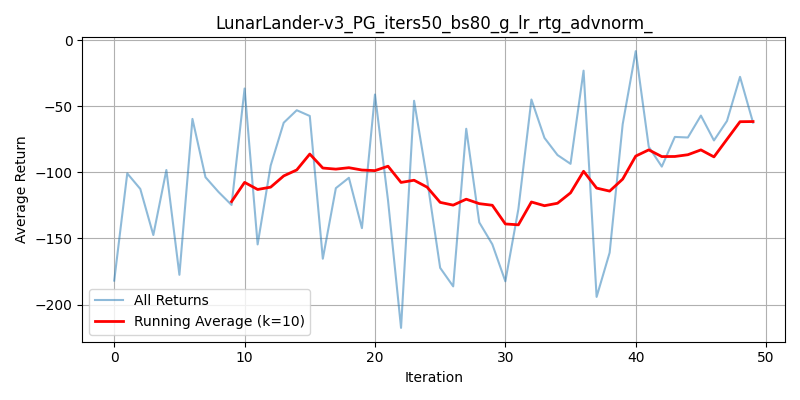 LunarLander-v3_PG_iters50_bs80_g_lr_rtg_advnorm_
Average Return
0
−50
−100
−150
−200
All Returns
Running Average (k=10)
0
10
20
30
40
50
Iteration